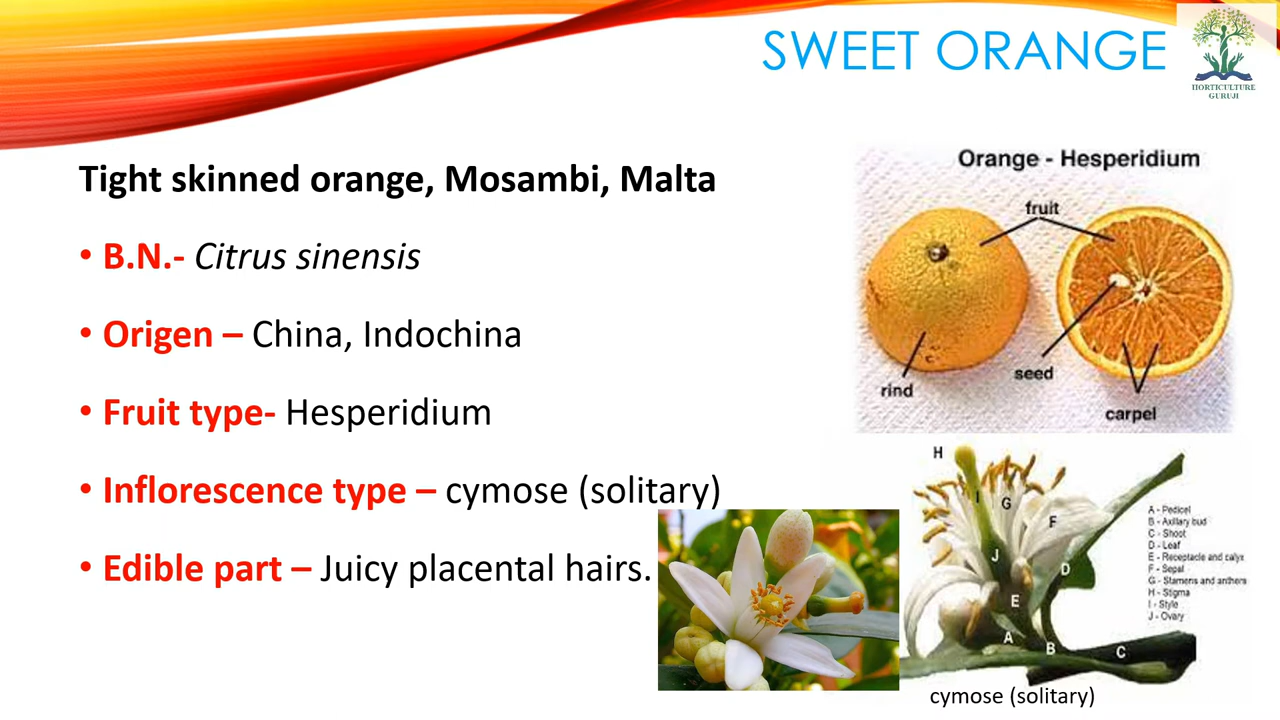 SWEET ORANGE
HORTICULTURE
GURUJI
Tight skinned orange, Mosambi, Malta
• B.N.- Citrus sinensis
• Origen – China, Indochina
• Fruit type- Hesperidium
• Inflorescence type – cymose (solitary)
• Edible part – Juicy placental hairs.
Orange - Hesperidium
fruit
seed
rind
carpel
H
I
G
F
J
D
E
A
B
C
A - Pedicel
B - Axillary bud
C - Shoot
D - Leaf
E - Receptacle and calyx
F - Sepal
G - Stamens and anthers
H - Stigma
I - Style
J - Ovary
cymose (solitary)